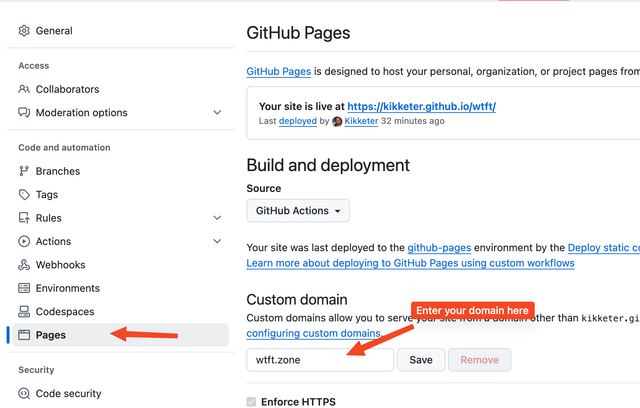 General
Access
Collaborators
Moderation options
Code and automation
Branches
Tags
Rules
Actions
Webhooks
Environments
Codespaces
Pages
Security
Code security
GitHub Pages
GitHub Pages is designed to host your personal, organization, or project pages from
Your site is live at https://kikketer.github.io/wtft/
Last deployed by Kikketer 32 minutes ago
Build and deployment
Source
GitHub Actions
Your site was last deployed to the github-pages environment by the Deploy static
Learn more about deploying to GitHub Pages using custom workflows
Custom domain
Enter your domain here
Custom domains allow you to serve your site from a domain other than kikketer.gi
configuring custom domains.
wtft.zone Save Remove
Enforce HTTPS